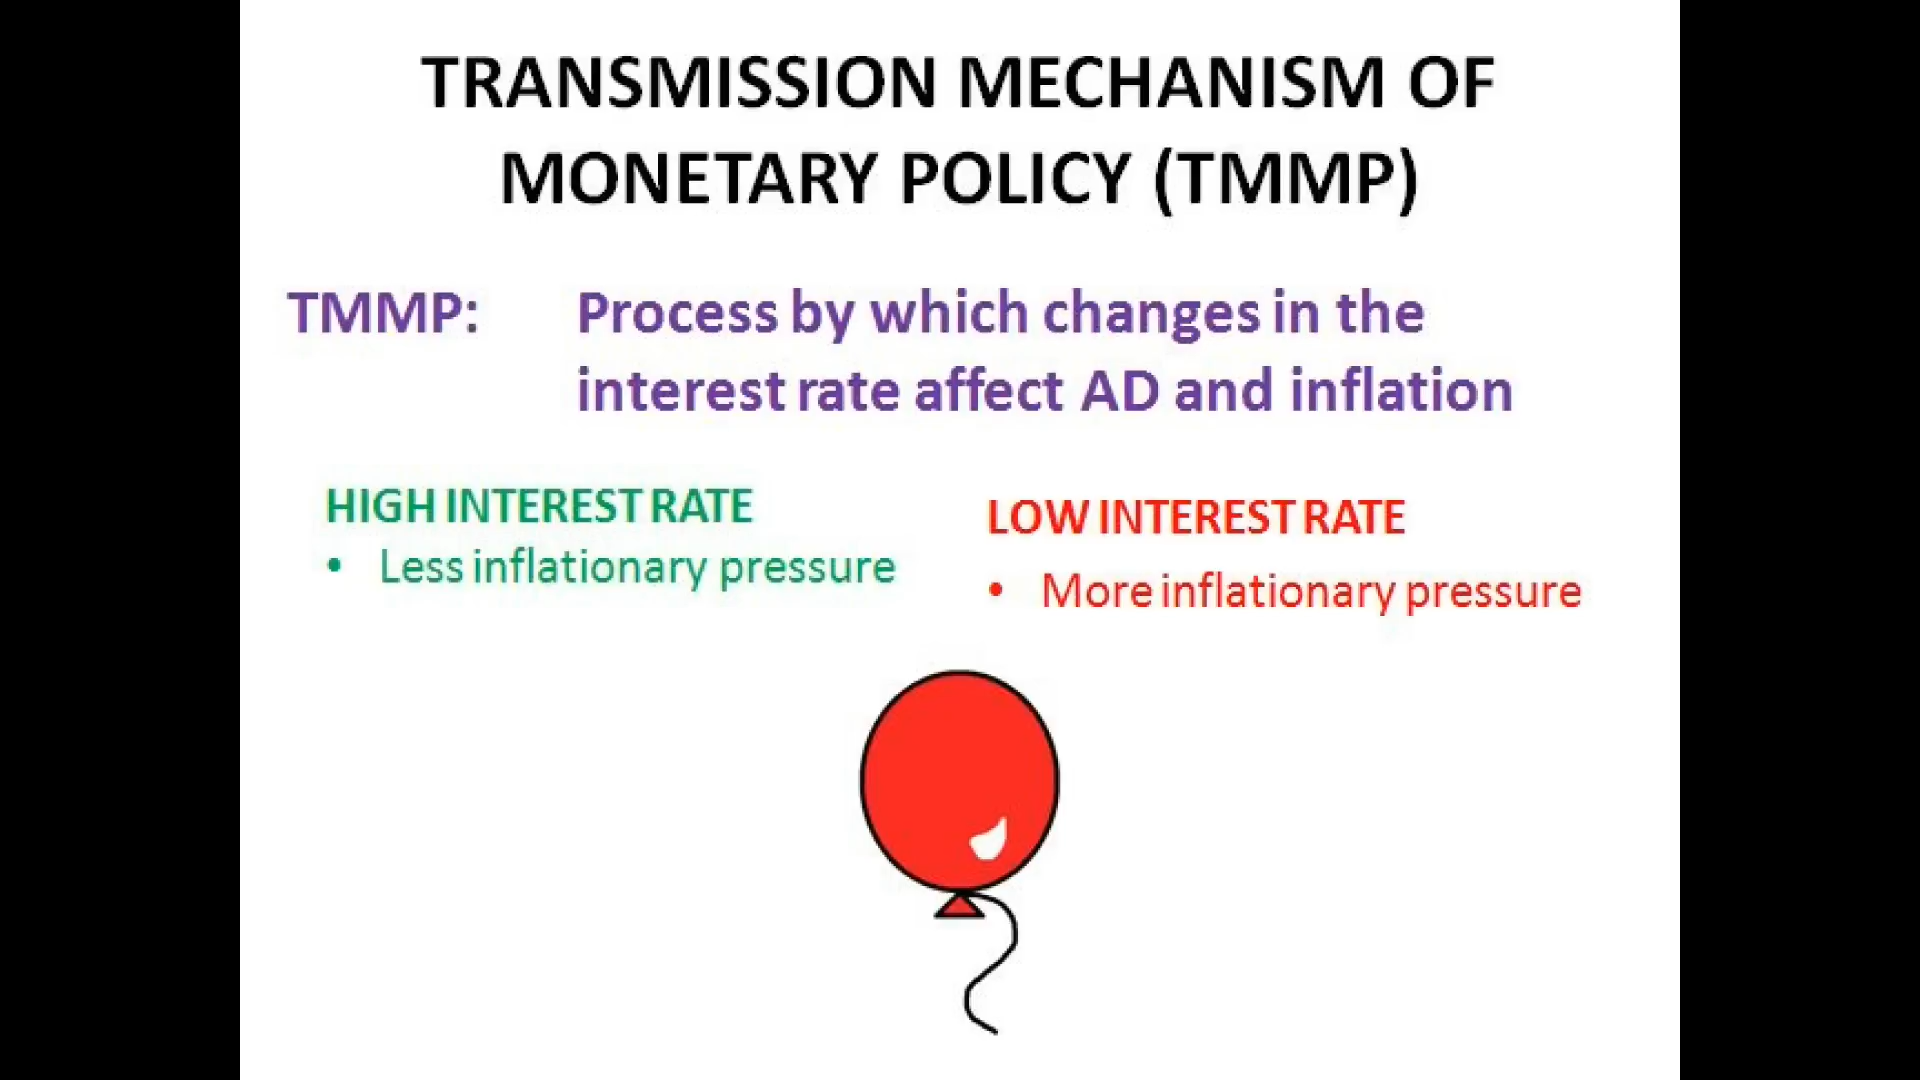 TRANSMISSION MECHANISM OF
MONETARY POLICY (TMMP)
TMMP: Process by which changes in the
interest rate affect AD and inflation
HIGH INTEREST RATE
• Less inflationary pressure
LOW INTEREST RATE
• More inflationary pressure